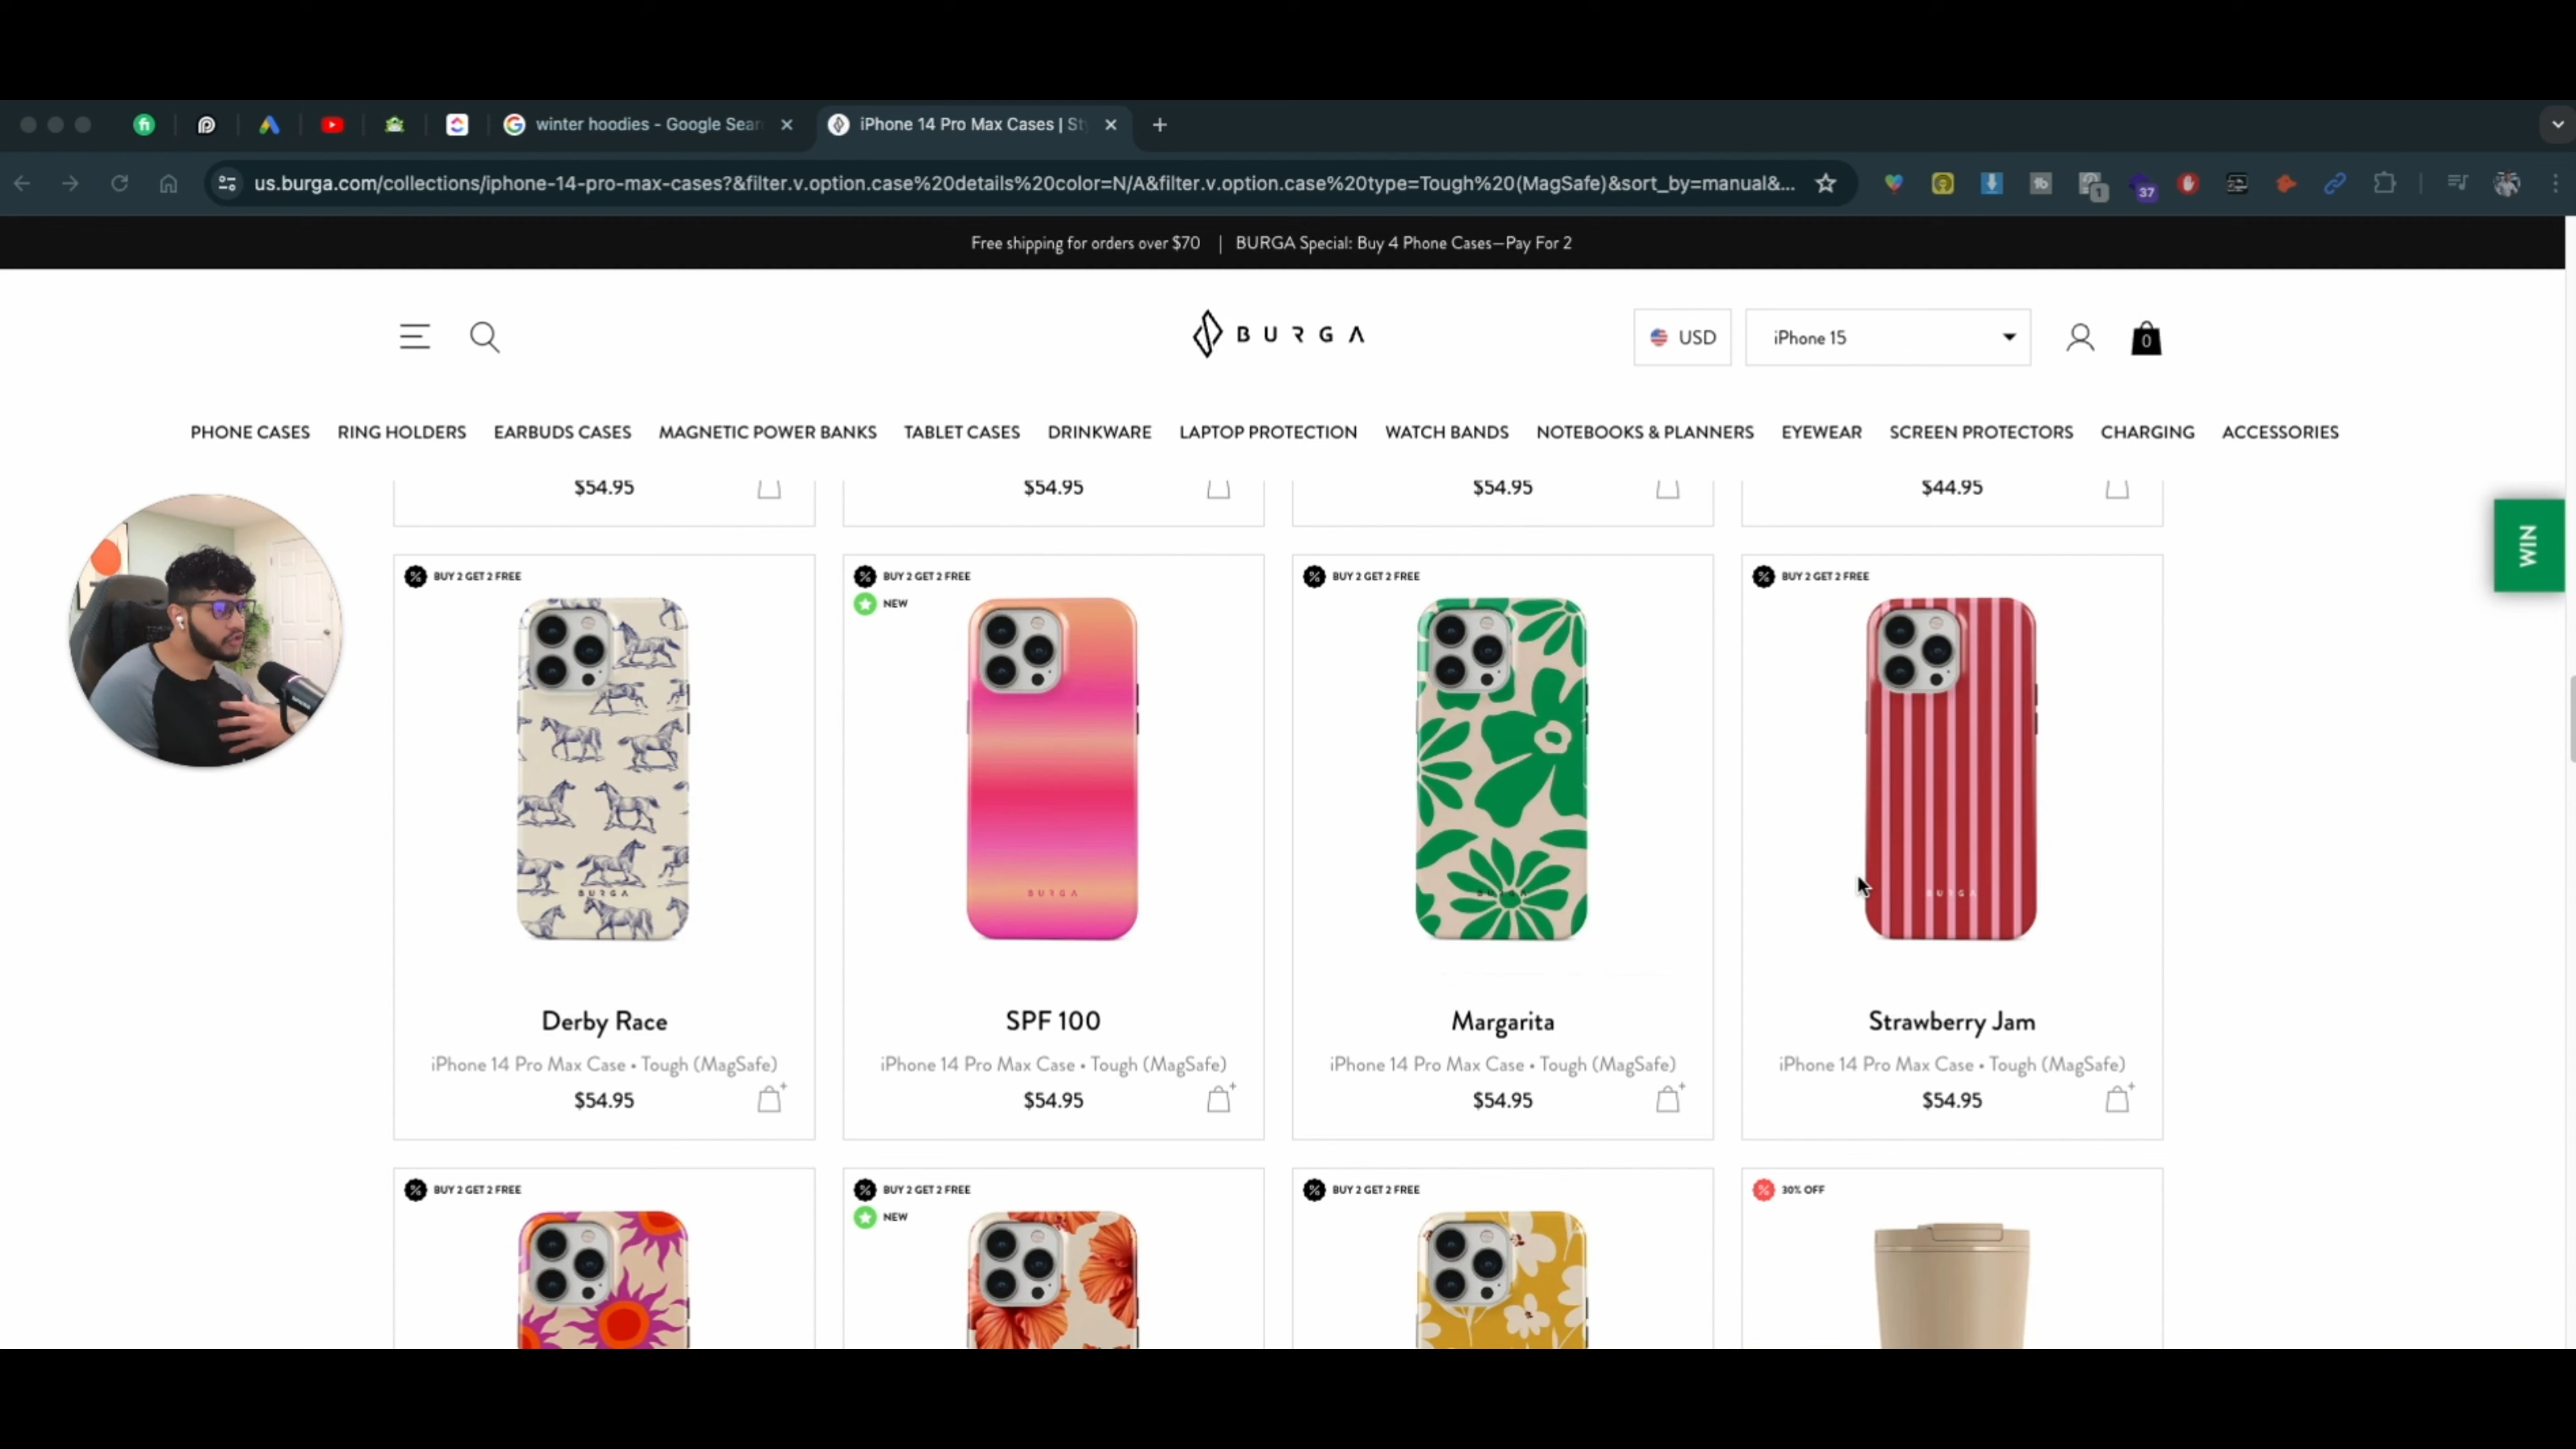 winter hoodies - Google Sear
iPhone 14 Pro Max Cases | St
us.burga.com/collections/iphone-14-pro-max-cases?&filter.v.option.case%20details%20color=N/A&filter.v.option.case%20type=Tough%20(MagSafe)&sort_by=manual&...
1
37
Free shipping for orders over $70 | BURGA Special: Buy 4 Phone Cases—Pay For 2
BURGA
USD
iPhone 15
0
PHONE CASES RING HOLDERS EARBUDS CASES MAGNETIC POWER BANKS TABLET CASES DRINKWARE LAPTOP PROTECTION WATCH BANDS NOTEBOOKS & PLANNERS EYEWEAR SCREEN PROTECTORS CHARGING ACCESSORIES
$54.95 $54.95 $54.95 $44.95
WIN
BUY 2 GET 2 FREE
BURGA
Derby Race
iPhone 14 Pro Max Case • Tough (MagSafe)
$54.95
BUY 2 GET 2 FREE
NEW
BURGA
SPF 100
iPhone 14 Pro Max Case • Tough (MagSafe)
$54.95
BUY 2 GET 2 FREE
BURGA
Margarita
iPhone 14 Pro Max Case • Tough (MagSafe)
$54.95
BUY 2 GET 2 FREE
BURGA
Strawberry Jam
iPhone 14 Pro Max Case • Tough (MagSafe)
$54.95
BUY 2 GET 2 FREE
BUY 2 GET 2 FREE
NEW
BUY 2 GET 2 FREE
30% OFF